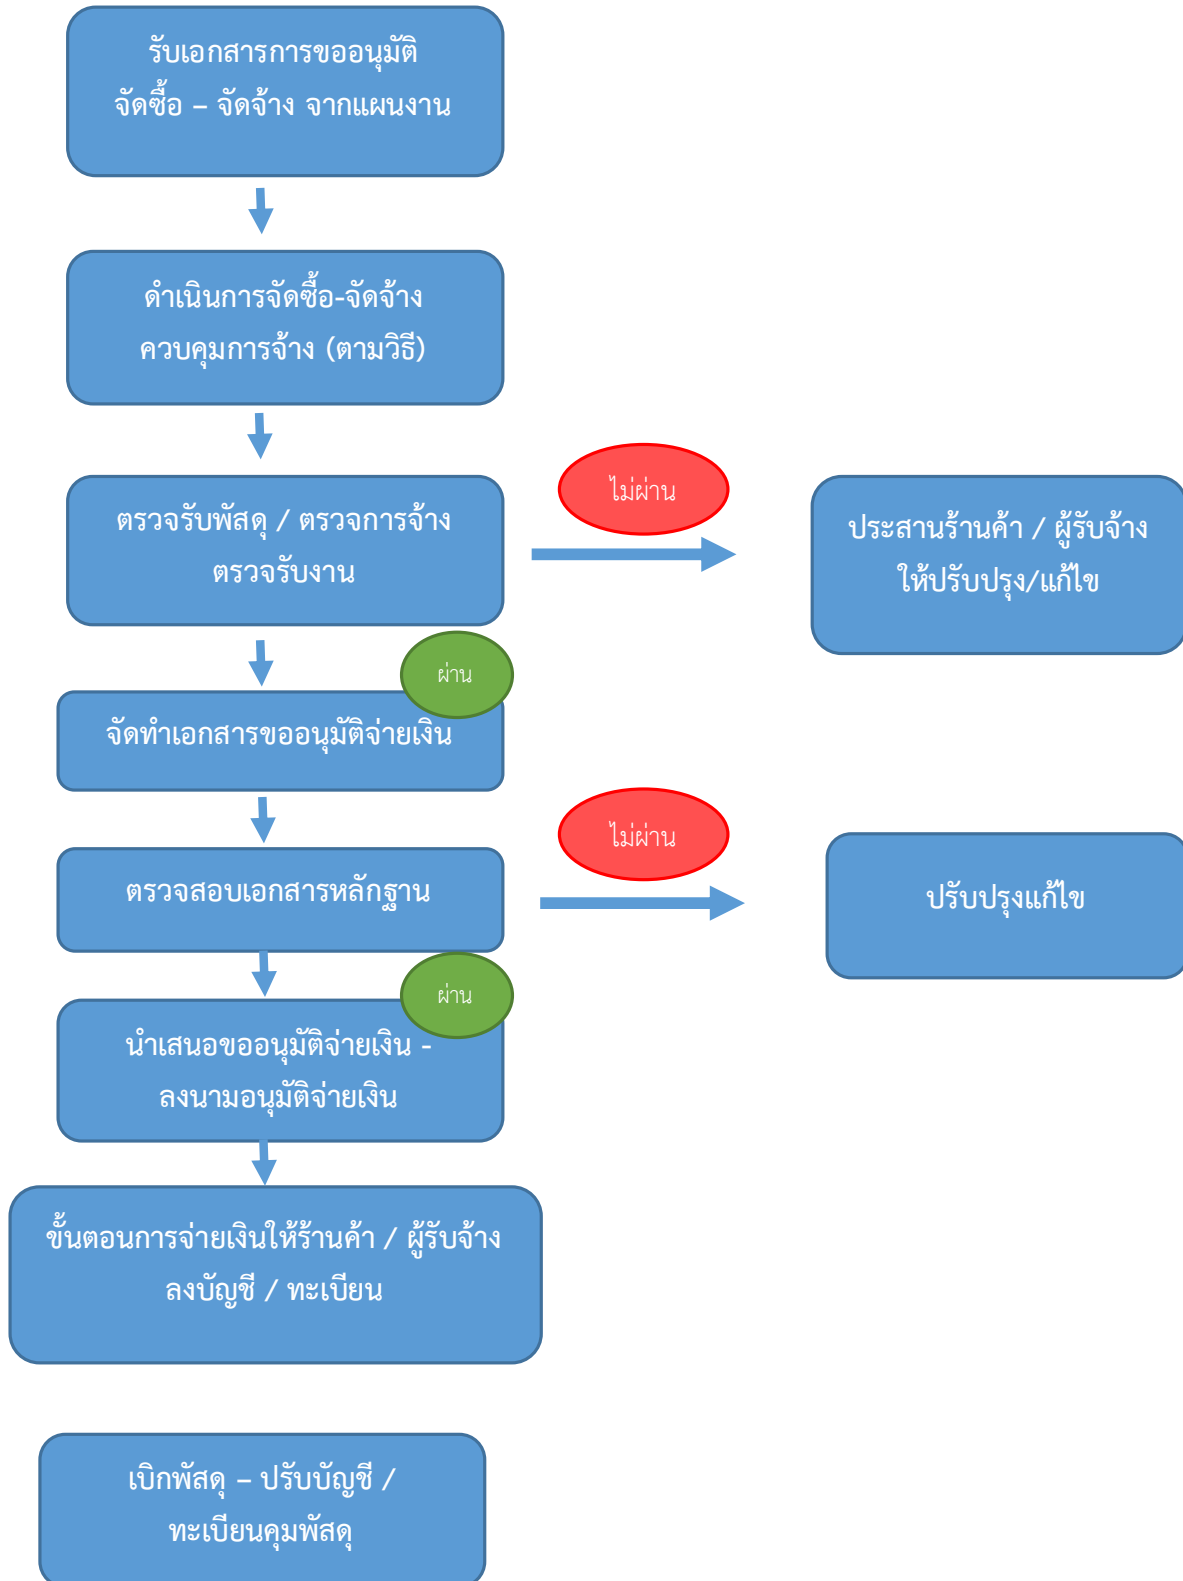 รับเอกสารการขออนุมัติ
จัดซื้อ – จัดจ้าง จากแผนงาน
ดำเนินการจัดซื้อ-จัดจ้าง
ควบคุมการจ้าง (ตามวิธี)
ไม่ผ่าน
ตรวจรับพัสดุ / ตรวจการจ้าง
ตรวจรับงาน
ประสานร้านค้า / ผู้รับจ้าง
ให้ปรับปรุง/แก้ไข
ผ่าน
จัดทำเอกสารขออนุมัติจ่ายเงิน
ไม่ผ่าน
ตรวจสอบเอกสารหลักฐาน
ปรับปรุงแก้ไข
ผ่าน
นำเสนอขออนุมัติจ่ายเงิน -
ลงนามอนุมัติจ่ายเงิน
ขั้นตอนการจ่ายเงินให้ร้านค้า / ผู้รับจ้าง
ลงบัญชี / ทะเบียน
เบิกพัสดุ – ปรับบัญชี /
ทะเบียนคุมพัสดุ